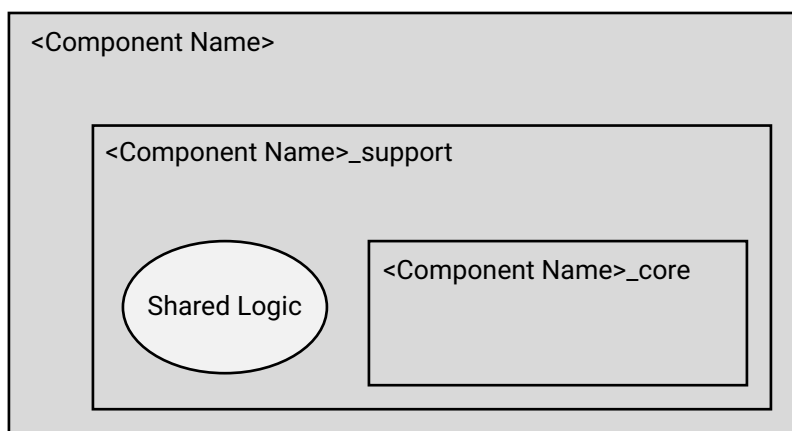 <Component Name>
<Component Name>_support
<Component Name>_core
Shared Logic